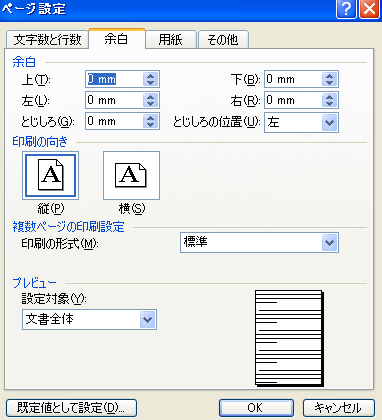 ページ設定
文字数と行数 余白 用紙 その他
余白
上(T): 0 mm 下(B): 0 mm
左(L): 0 mm 右(R): 0 mm
とじしろ(G): 0 mm とじしろの位置(U): 左
印刷の向き
A A
縦(P) 横(S)
複数ページの印刷設定
印刷の形式(M): 標準
プレビュー
設定対象(Y):
文書全体
既定値として設定(D)... OK キャンセル